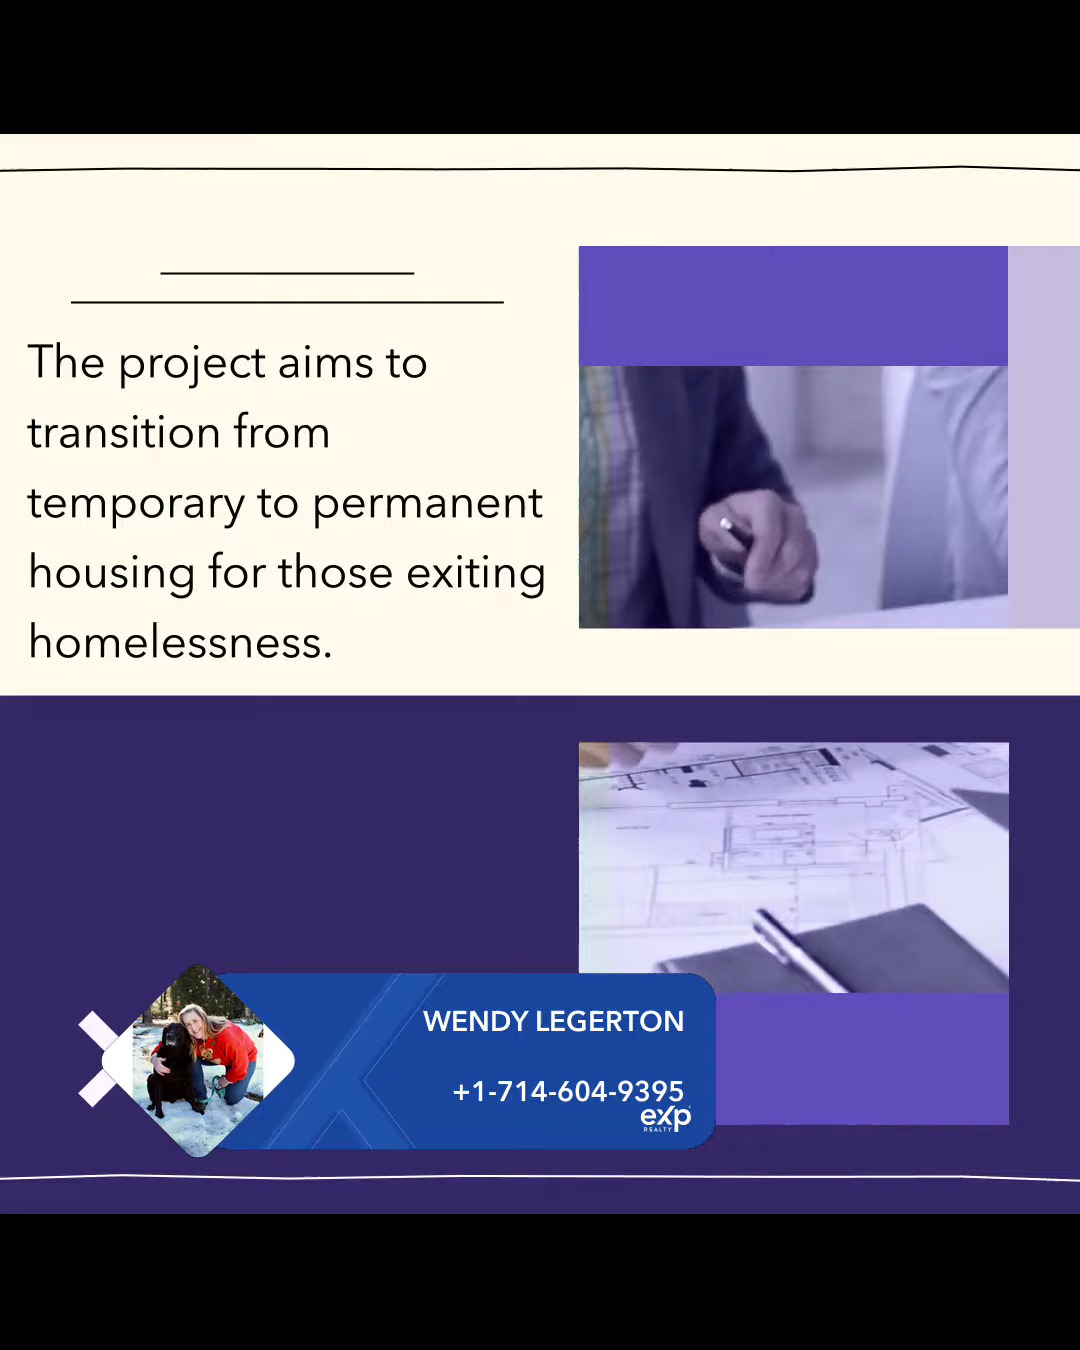 The project aims to
transition from
temporary to permanent
housing for those exiting
homelessness.
WENDY LEGERTON
+1-714-604-9395
eXp
REALTY